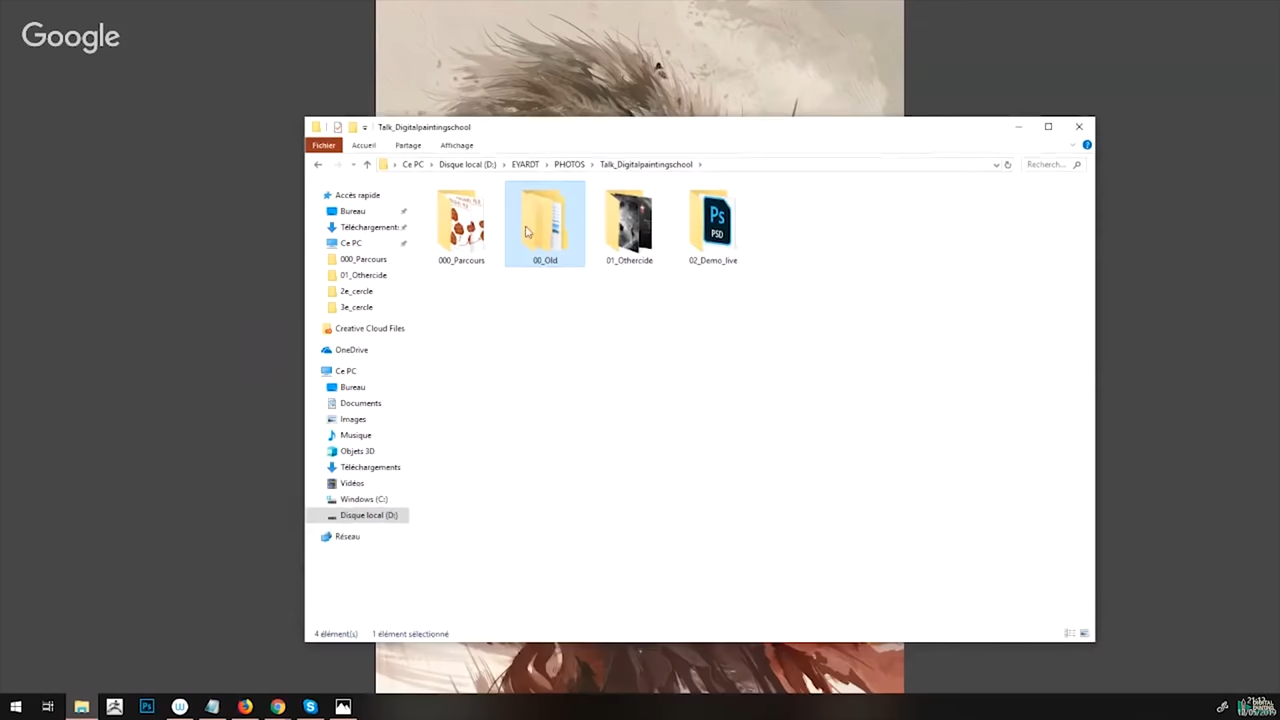 Google
Talk_Digitalpaintingschool
Fichier Accueil Partage Affichage
Ce PC > Disque local (D:) > EYARDT > PHOTOS > Talk_Digitalpaintingschool >
Recherch...
Accès rapide
Bureau
Téléchargement:
Ce PC
000_Parcours
01_Othercide
2e_cercle
3e_cercle
Creative Cloud Files
OneDrive
Ce PC
Bureau
Documents
Images
Musique
Objets 3D
Téléchargements
Vidéos
Windows (C:)
Disque local (D:)
Réseau
Ps
PSD
000_Parcours 00_Old 01_Othercide 02_Demo_live
4 élément(s) 1 élément sélectionné
Ps